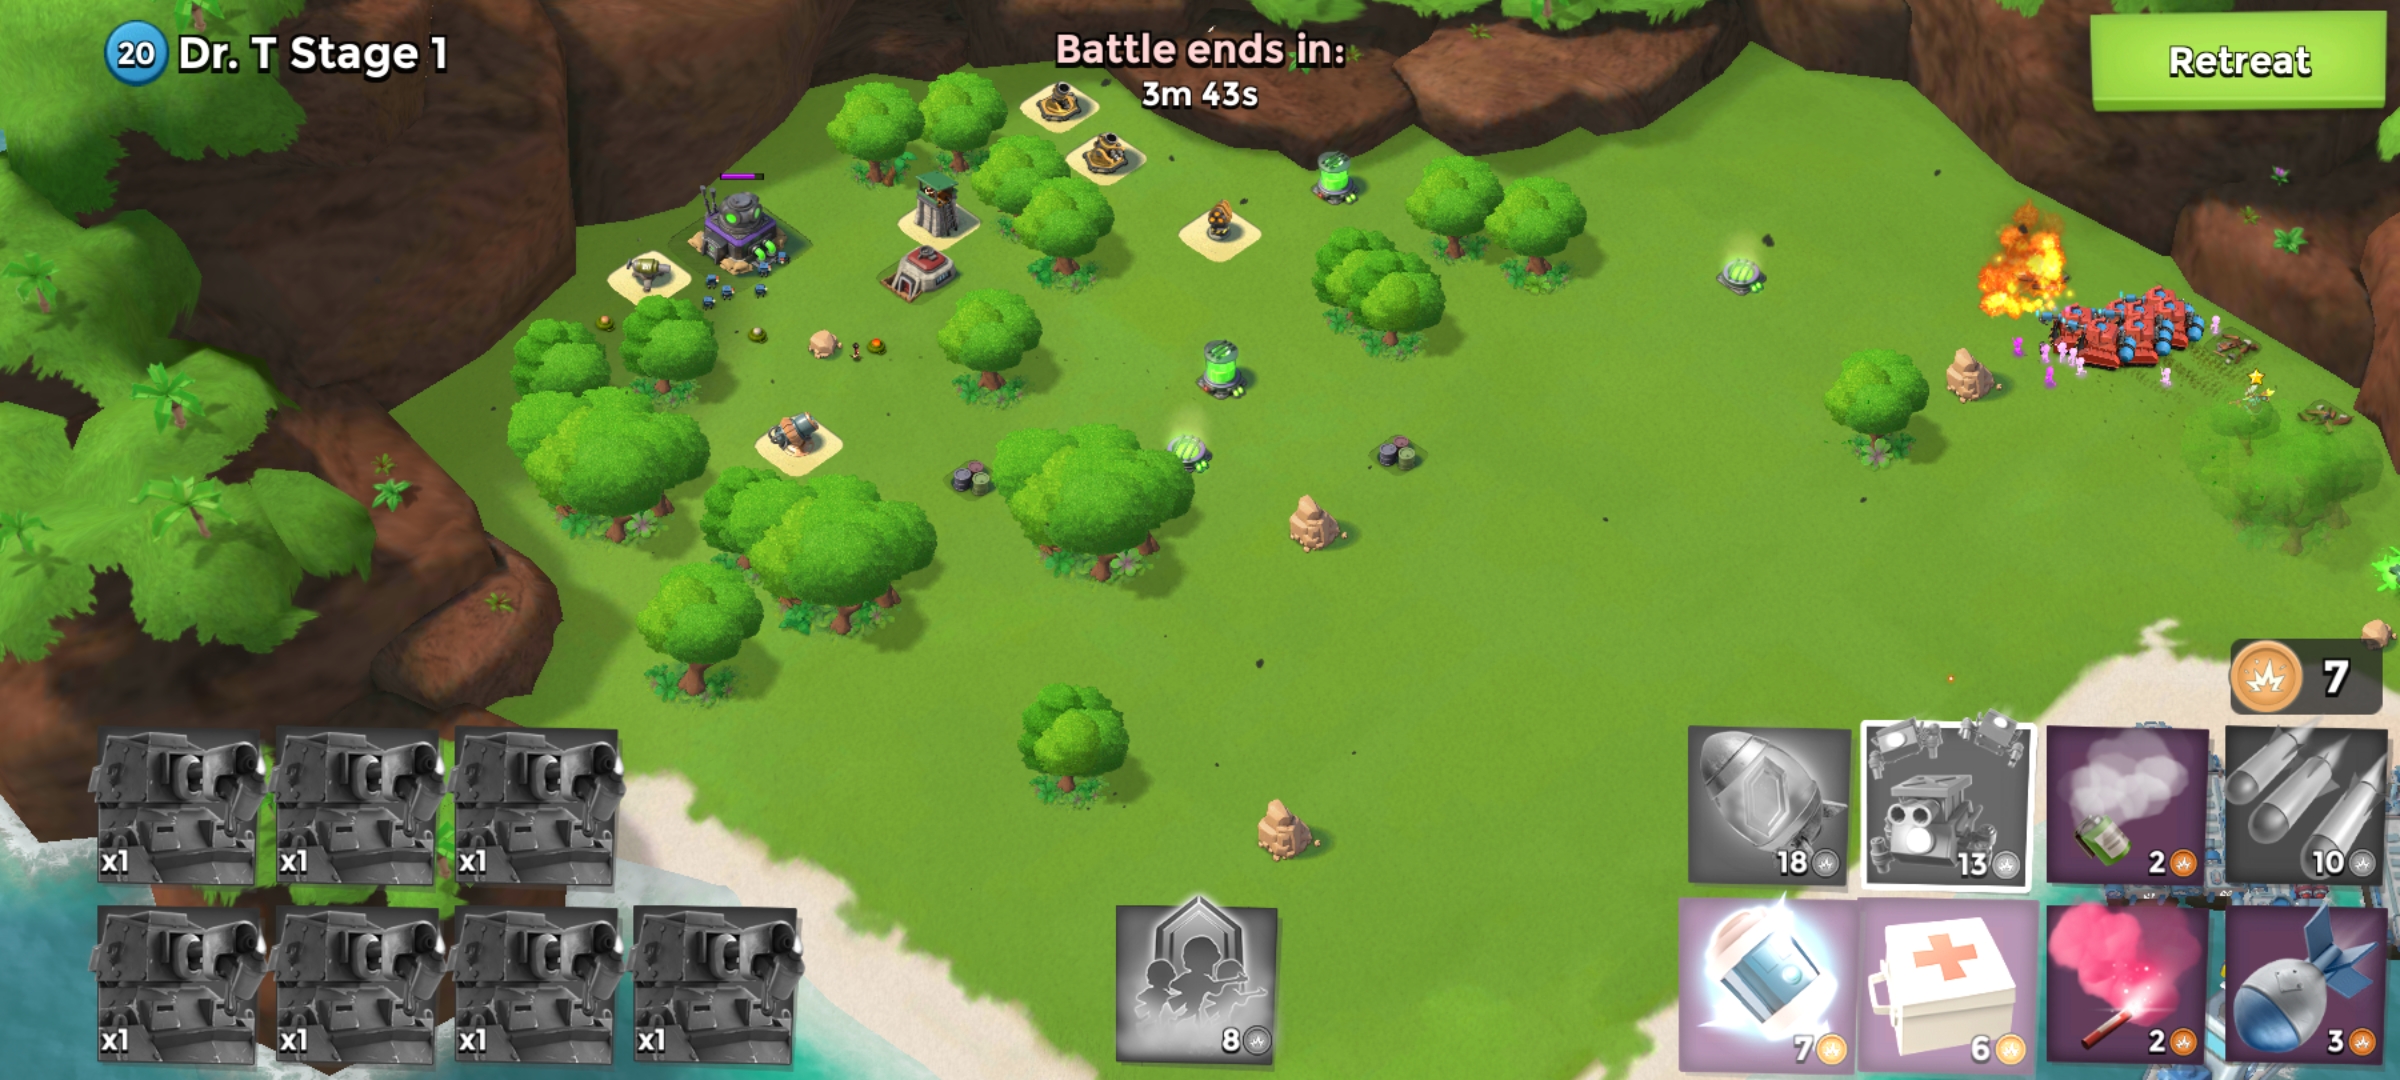 20 Dr. T Stage 1
Battle ends in:
3m 43s
Retreat
7
x1 x1 x1
18 13 2 10
x1 x1 x1 x1
8
7 6 2 3